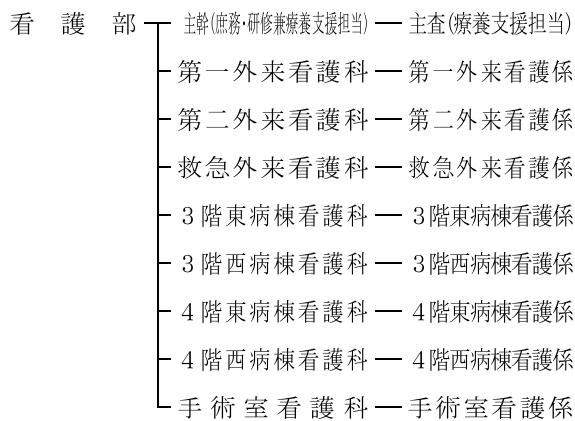 看護部 主幹(庶務・研修兼療養支援担当) 主査(療養支援担当)
第一外来看護科 第一外来看護係
第二外来看護科 第二外来看護係
救急外来看護科 救急外来看護係
3階東病棟看護科 3階東病棟看護係
3階西病棟看護科 3階西病棟看護係
4階東病棟看護科 4階東病棟看護係
4階西病棟看護科 4階西病棟看護係
手術室看護科 手術室看護係